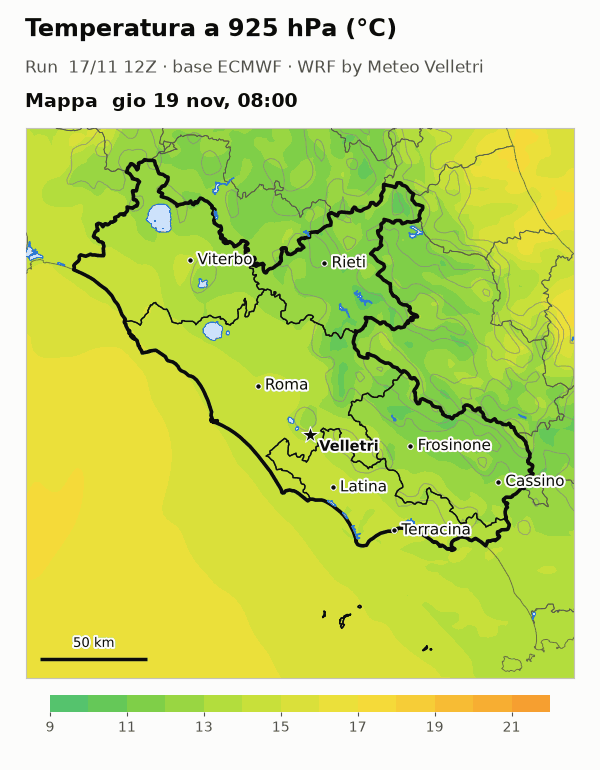 Temperatura a 925 hPa (°C)
Run  17/11 12Z · base ECMWF · WRF by Meteo Velletri
Mappa  gio 19 nov, 08:00
Viterbo
Rieti
Roma
Velletri
Frosinone
Cassino
Latina
Terracina
50 km
9 11 13 15 17 19 21